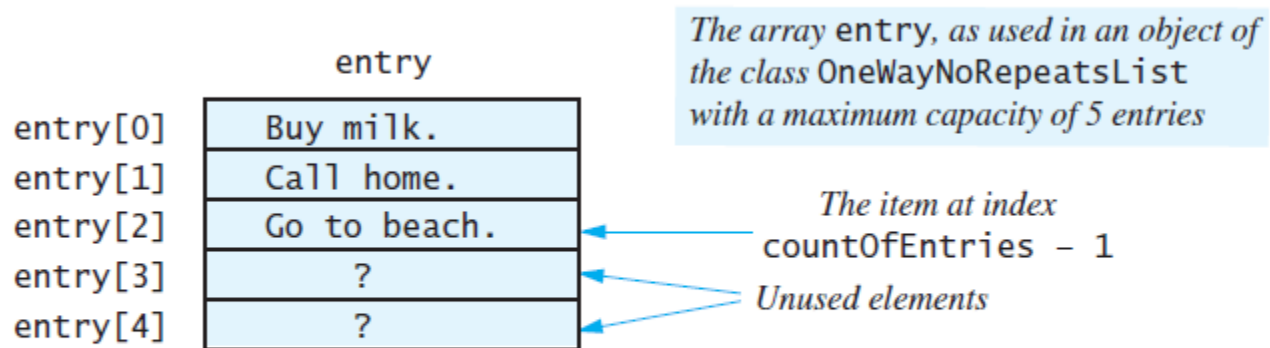 The array entry, as used in an object of
the class OneWayNoRepeatsList
with a maximum capacity of 5 entries
entry
entry[0] Buy milk.
entry[1] Call home.
entry[2] Go to beach.
entry[3] ?
entry[4] ?
The item at index
countOfEntries – 1
Unused elements